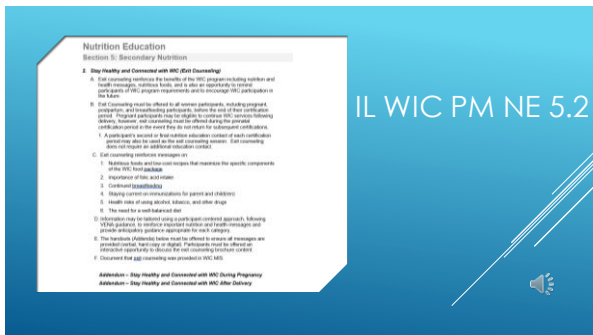 Nutrition Education
Section 5: Secondary Nutrition
2. Stay Healthy and Connected with WIC (Exit Counseling)
A. Exit counseling reinforces the benefits of the WIC program including nutrition and
health messages, nutritious foods, and is also an opportunity to remind
participants of WIC program requirements and to encourage WIC participation in
the future.
B. Exit Counseling must be offered to all women participants, including pregnant,
postpartum, and breastfeeding participants, before the end of their certification
period. Pregnant participants may be eligible to continue WIC services following
delivery, however, exit counseling must be offered during the prenatal
certification period in the event they do not return for subsequent certifications.
1. A participant's second or final nutrition education contact of each certification
period may also be used as the exit counseling session. Exit counseling
does not require an additional education contact.
C. Exit counseling reinforces messages on:
1. Nutritious foods and low-cost recipes that maximize the specific components
of the WIC food package
2. Importance of folic acid intake
3. Continued breastfeeding
4. Staying current on immunizations for parent and child(ren)
5. Health risks of using alcohol, tobacco, and other drugs
6. The need for a well-balanced diet
D. Information may be tailored using a participant-centered approach, following
VENA guidance, to reinforce important nutrition and health messages and
provide anticipatory guidance appropriate for each category.
E. The handouts (Addenda) below must be offered to ensure all messages are
provided (verbal, hard copy or digital). Participants must be offered an
interactive opportunity to discuss the exit counseling brochure content.
F. Document that exit counseling was provided in WIC MIS.
Addendum – Stay Healthy and Connected with WIC During Pregnancy
Addendum – Stay Healthy and Connected with WIC After Delivery
IL WIC PM NE 5.2